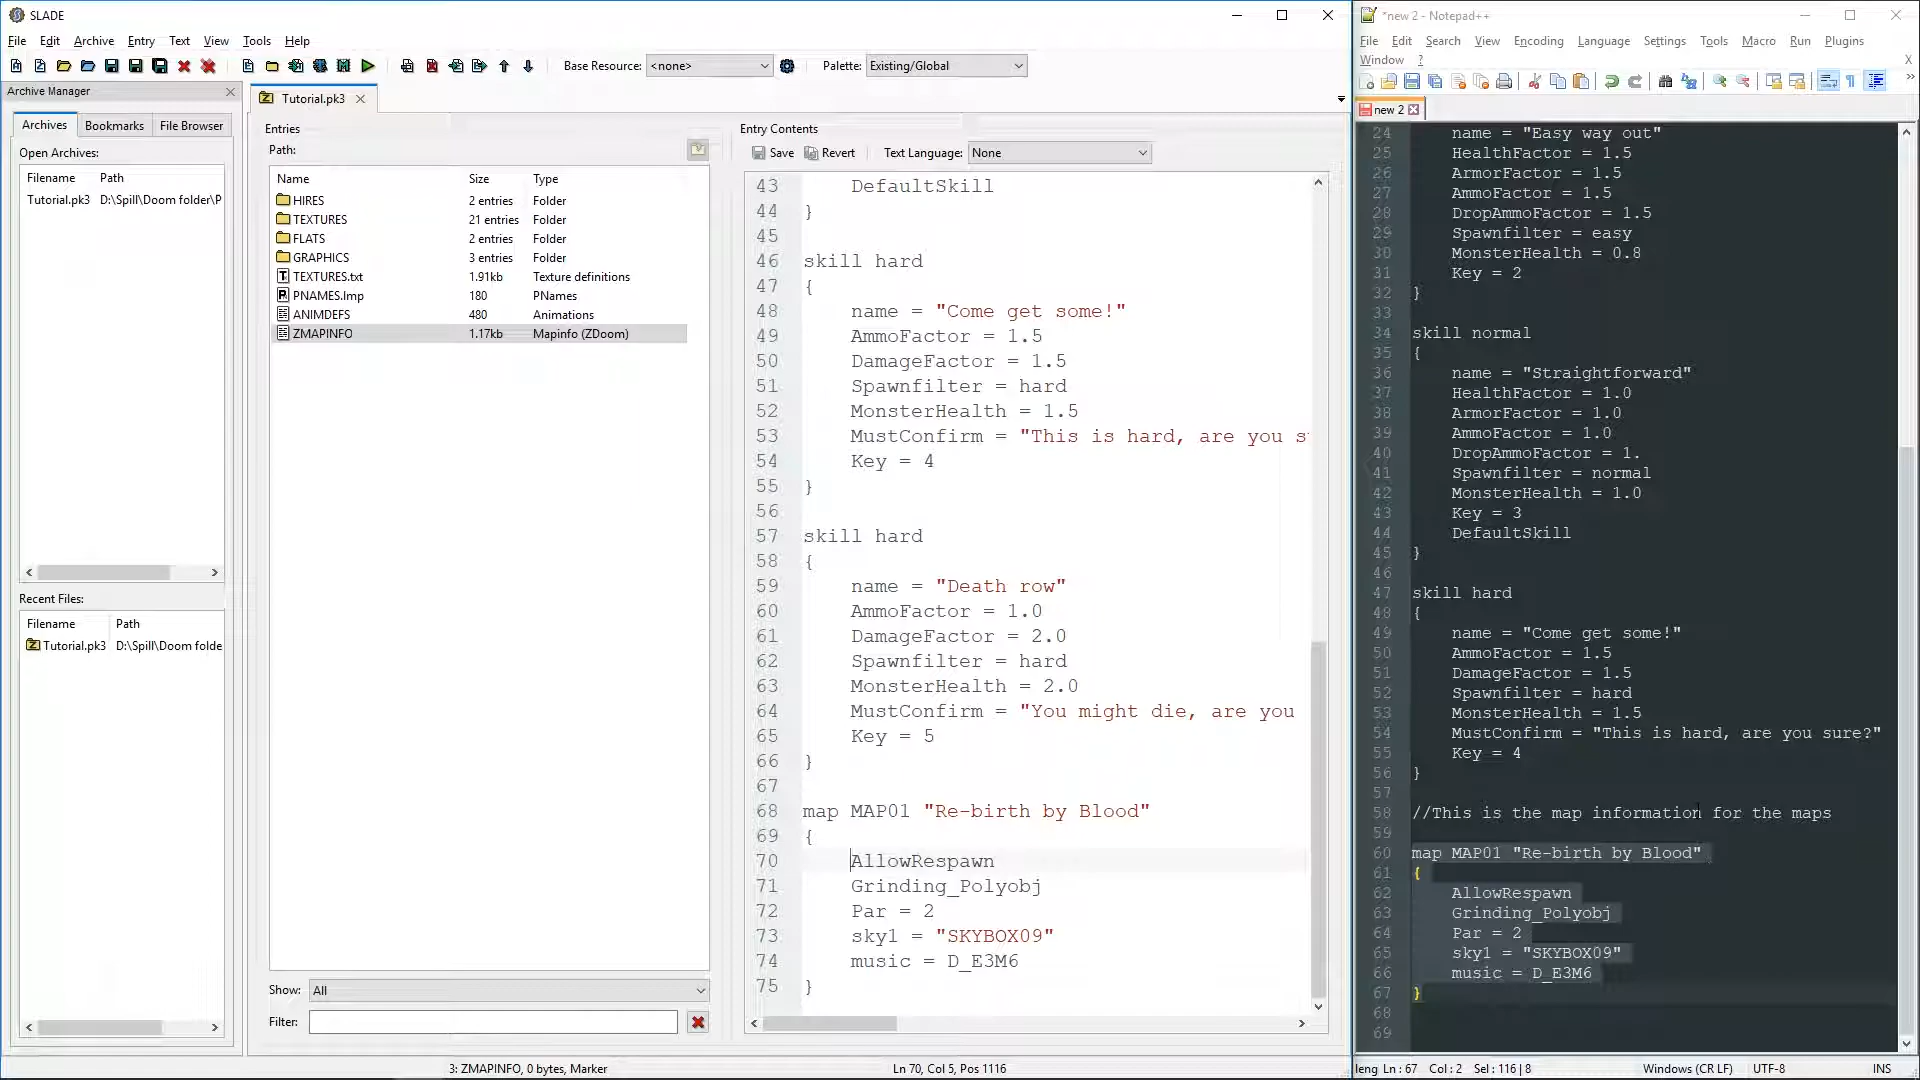 SLADE
File Edit Archive Entry Text View Tools Help
Base Resource: <none> Palette: Existing/Global
Archive Manager
Archives Bookmarks File Browser
Open Archives:
Filename Path
Tutorial.pk3 D:\Spill\Doom folder\P
Recent Files:
Filename Path
Tutorial.pk3 D:\Spill\Doom folde
Tutorial.pk3
Entries
Path:
Name Size Type
HIRES 2 entries Folder
TEXTURES 21 entries Folder
FLATS 2 entries Folder
GRAPHICS 3 entries Folder
TEXTURES.txt 1.91kb Texture definitions
PNAMES.lmp 180 PNames
ANIMDEFS 480 Animations
ZMAPINFO 1.17kb Mapinfo (ZDoom)
Show: All
Filter:
Entry Contents
Save Revert Text Language: None
43 DefaultSkill
44 }
45
46 skill hard
47 {
48 name = "Come get some!"
49 AmmoFactor = 1.5
50 DamageFactor = 1.5
51 Spawnfilter = hard
52 MonsterHealth = 1.5
53 MustConfirm = "This is hard, are you s
54 Key = 4
55 }
56
57 skill hard
58 {
59 name = "Death row"
60 AmmoFactor = 1.0
61 DamageFactor = 2.0
62 Spawnfilter = hard
63 MonsterHealth = 2.0
64 MustConfirm = "You might die, are you
65 Key = 5
66 }
67
68 map MAP01 "Re-birth by Blood"
69 {
70 AllowRespawn
71 Grinding_Polyobj
72 Par = 2
73 sky1 = "SKYBOX09"
74 music = D_E3M6
75 }
3: ZMAPINFO, 0 bytes, Marker Ln 70, Col 5, Pos 1116
*new 2 - Notepad++
File Edit Search View Encoding Language Settings Tools Macro Run Plugins
Window ? X
new 2
24 name = "Easy way out"
25 HealthFactor = 1.5
26 ArmorFactor = 1.5
27 AmmoFactor = 1.5
28 DropAmmoFactor = 1.5
29 Spawnfilter = easy
30 MonsterHealth = 0.8
31 Key = 2
32 }
33
34 skill normal
35 {
36 name = "Straightforward"
37 HealthFactor = 1.0
38 ArmorFactor = 1.0
39 AmmoFactor = 1.0
40 DropAmmoFactor = 1.
41 Spawnfilter = normal
42 MonsterHealth = 1.0
43 Key = 3
44 DefaultSkill
45 }
46
47 skill hard
48 {
49 name = "Come get some!"
50 AmmoFactor = 1.5
51 DamageFactor = 1.5
52 Spawnfilter = hard
53 MonsterHealth = 1.5
54 MustConfirm = "This is hard, are you sure?"
55 Key = 4
56 }
57
58 //This is the map information for the maps
59
60 map MAP01 "Re-birth by Blood"
61 {
62 AllowRespawn
63 Grinding_Polyobj
64 Par = 2
65 sky1 = "SKYBOX09"
66 music = D_E3M6
67 }
68
69
leng Ln : 67 Col : 2 Sel : 116 | 8 Windows (CR LF) UTF-8 INS